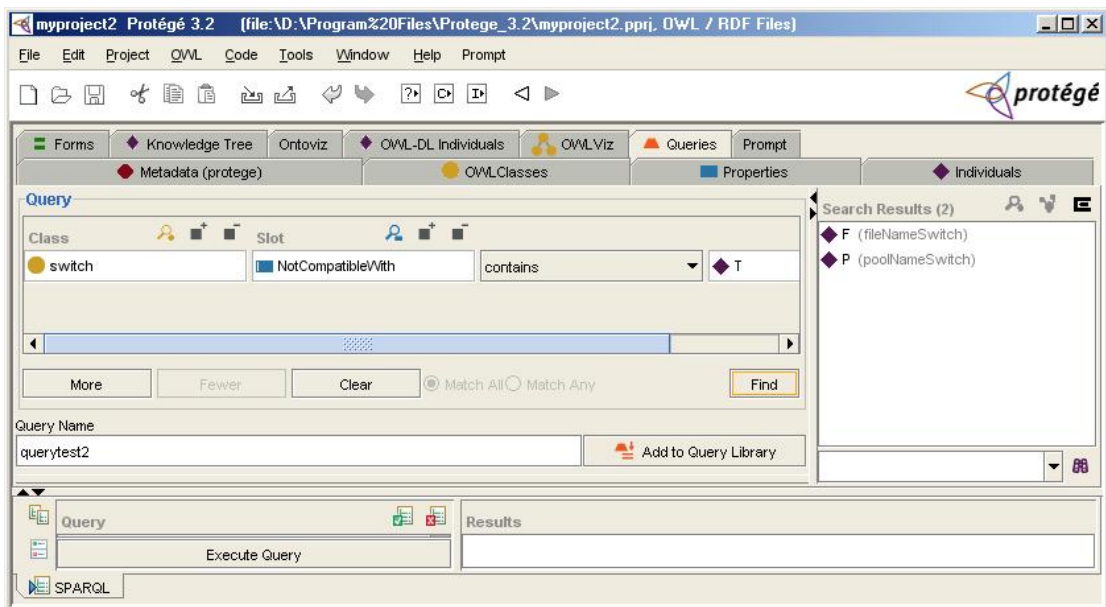 myproject2 Protégé 3.2 (file:\D:\Program%20Files\Protege_3.2\myproject2.pprj, OWL / RDF Files)
File Edit Project OWL Code Tools Window Help Prompt
protégé
Forms Knowledge Tree Ontoviz OWL-DL Individuals OWLViz Queries Prompt
Metadata (protege) OWLClasses Properties Individuals
Query
Search Results (2)
Class Slot
F (fileNameSwitch)
switch NotCompatibleWith contains T
P (poolNameSwitch)
More Fewer Clear Match All Match Any Find
Query Name
querytest2 Add to Query Library
Query Results
Execute Query
SPARQL